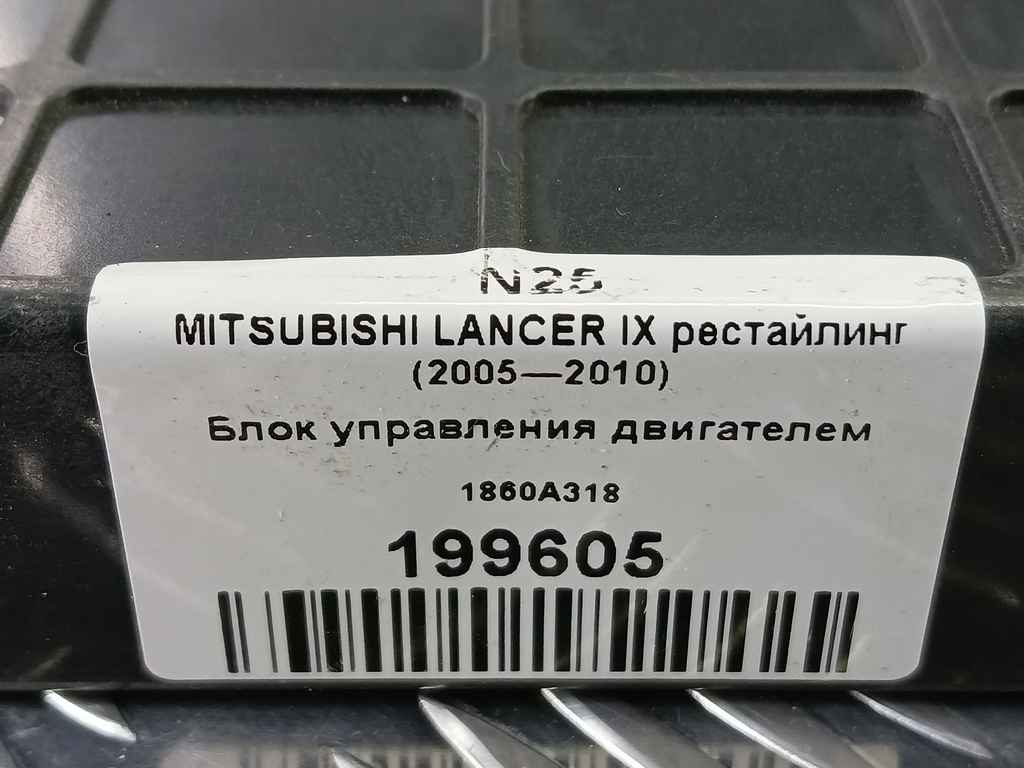 N25
MITSUBISHI LANCER IX рестайлинг
(2005—2010)
Блок управления двигателем
1860A318
199605